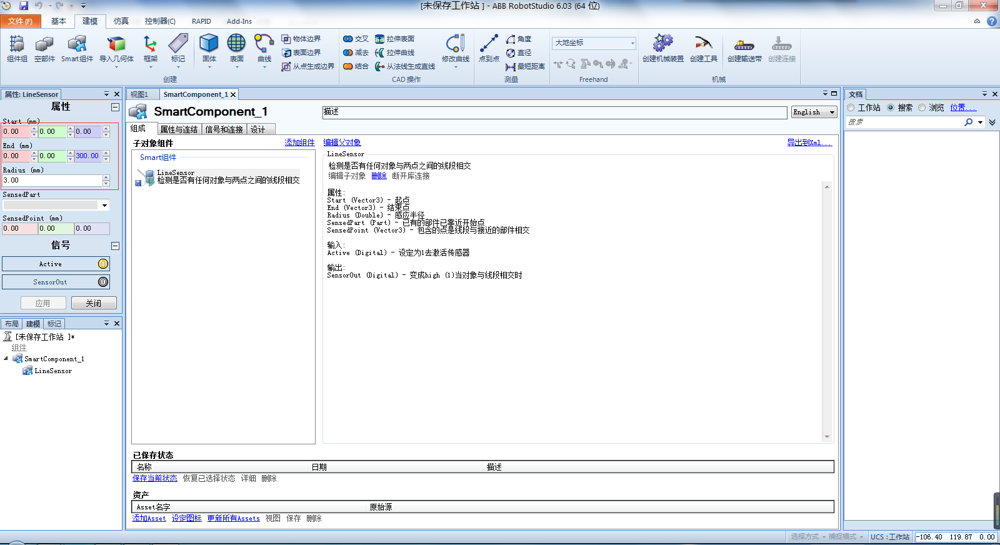 [未保存工作站 ] - ABB RobotStudio 6.03 (64 位)
文件(F) 基本 建模 仿真 控制器(C) RAPID Add-Ins
组件组 空部件 Smart组件 导入几何体 框架 标记 固体 表面 曲线 物体边界 表面边界 从点生成边界
创建
交叉 减去 结合 拉伸表面 拉伸曲线 从法线生成直线 修改曲线
CAD 操作
点到点 角度 直径 最短距离
测量
大地坐标
Freehand
创建机械装置 创建工具 创建输送带 创建连接
机械
属性: LineSensor
属性
Start (mm)
0.00 0.00 0.00
End (mm)
0.00 0.00 300.00
Radius (mm)
3.00
SensedPart
SensedPoint (mm)
0.00 0.00 0.00
信号
Active 1
SensorOut 0
应用 关闭
布局 建模 标记
[未保存工作站 ]*
组件
SmartComponent_1
LineSensor
视图1 SmartComponent_1
SmartComponent_1 描述 English
组成 属性与连结 信号和连接 设计
子对象组件 添加组件 编辑父对象 导出到Xml...
Smart组件
LineSensor
检测是否有任何对象与两点之间的线段相交
LineSensor
检测是否有任何对象与两点之间的线段相交
编辑子对象 删除 断开库连接
属性:
Start (Vector3) - 起点
End (Vector3) - 结束点
Radius (Double) - 感应半径
SensedPart (Part) - 已有的部件已靠近开始点
SensedPoint (Vector3) - 包含的点是线段与接近的部件相交
输入:
Active (Digital) - 设定为1去激活传感器
输出:
SensorOut (Digital) - 变成high (1)当对象与线段相交时
已保存状态
名称 日期 描述
保存当前状态 恢复已选择状态 详细 删除
资产
Asset名字 原始源
添加Asset 设定图标 更新所有Assets 视图 保存 删除
文档
工作站 搜索 浏览 位置...
搜索
选择方式 捕捉模式 UCS :工作站 -106.40 119.87 0.00